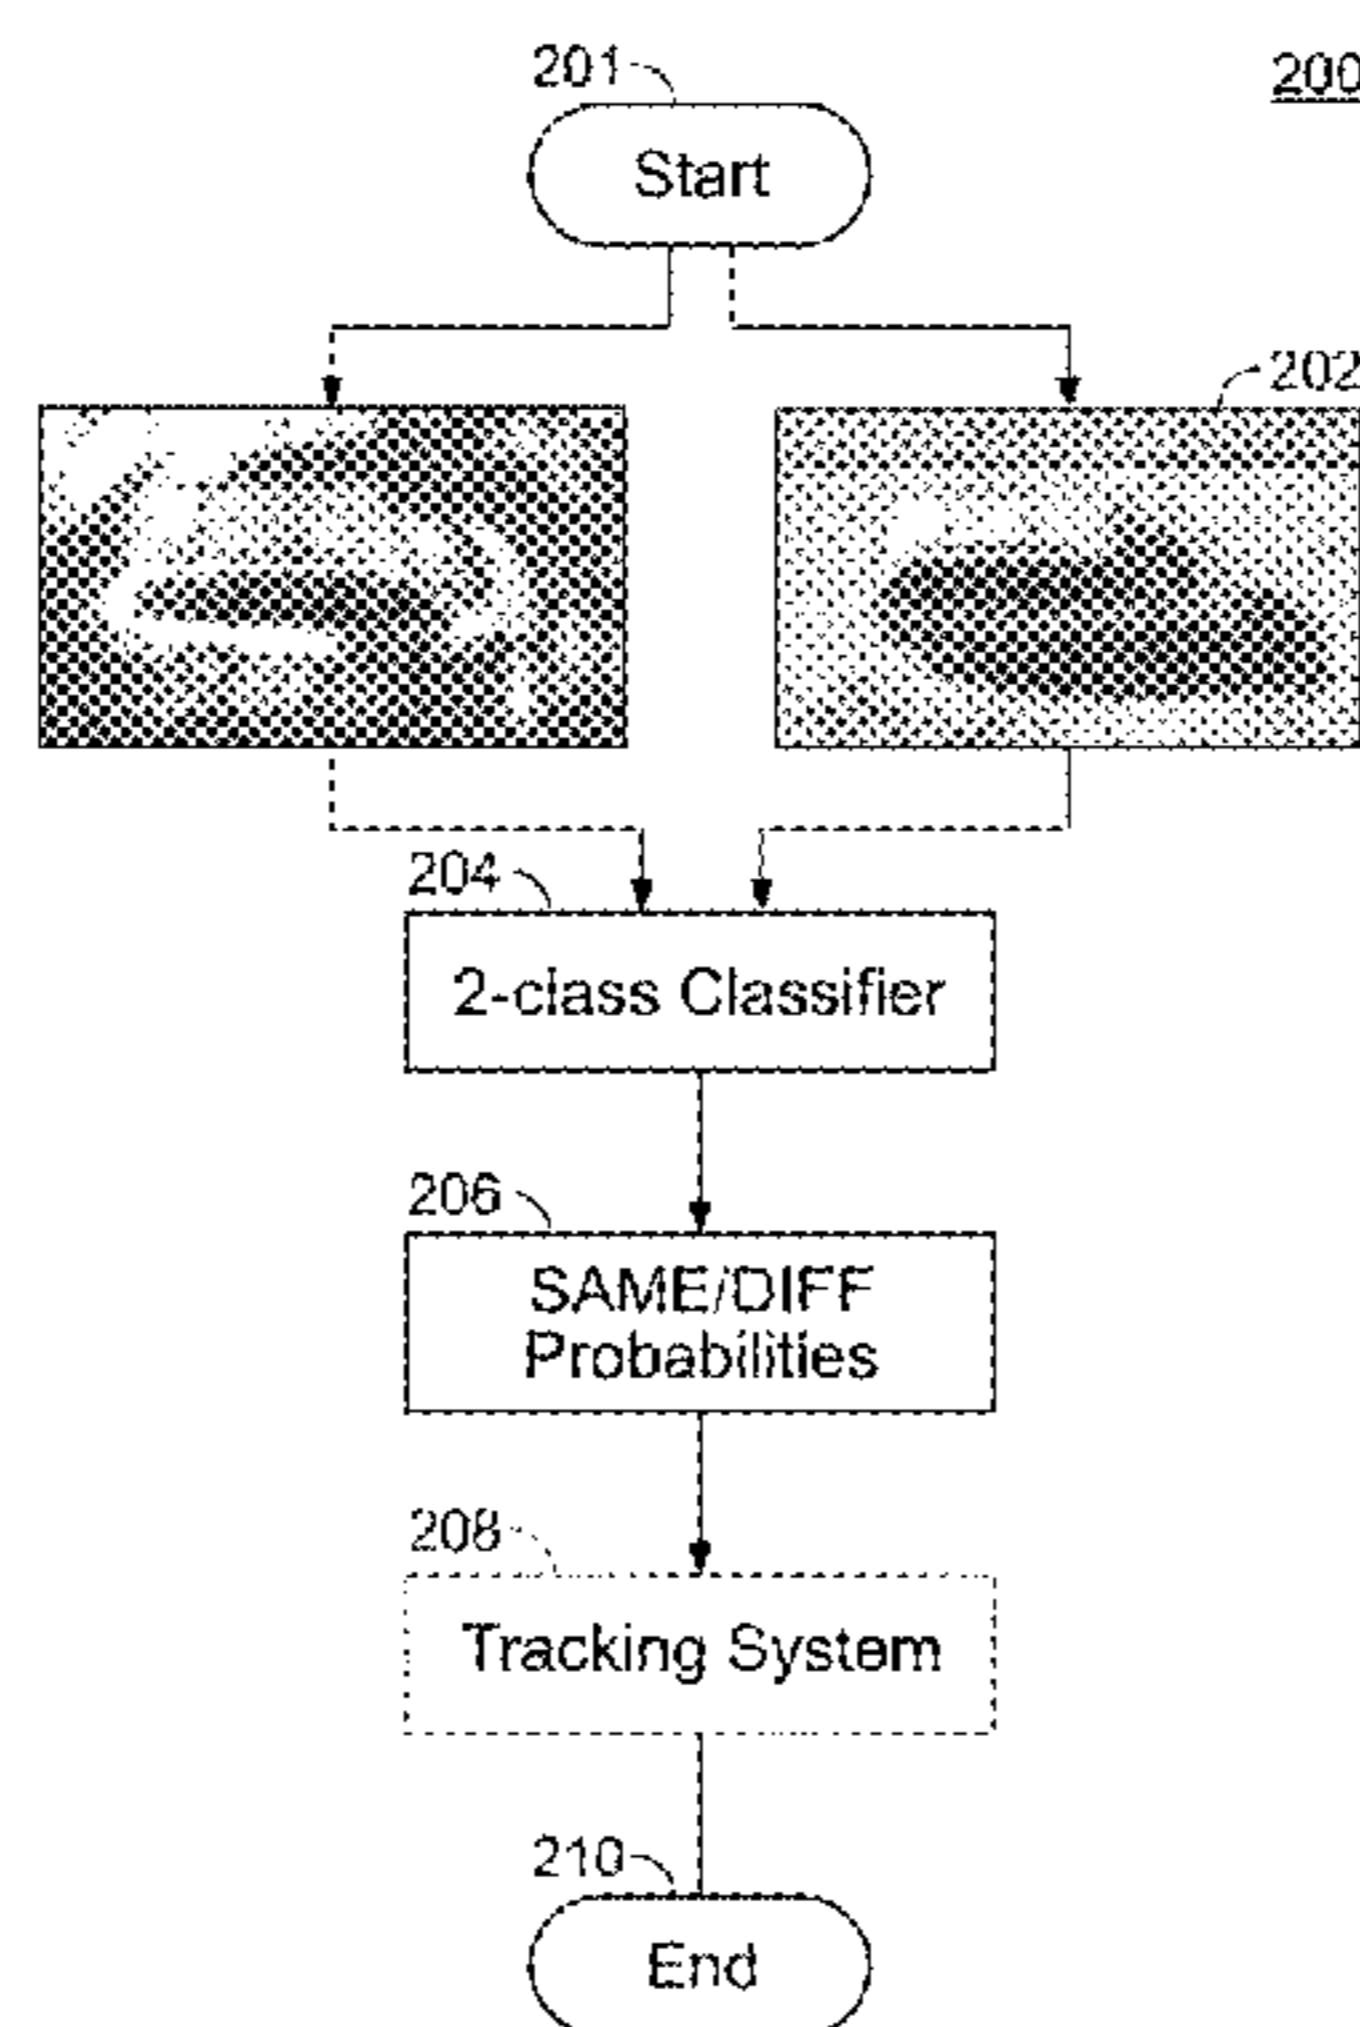 201
200
Start
202
204
2-class Classifier
206
SAME/DIFF
Probabilities
208
Tracking System
210
End